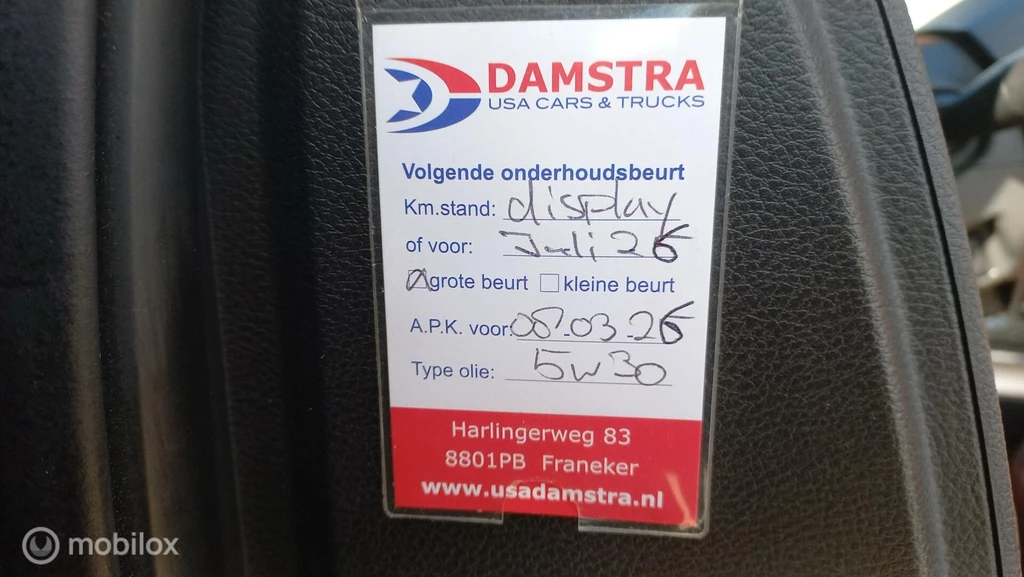 DAMSTRA
USA CARS & TRUCKS
Volgende onderhoudsbeurt
Km.stand: display
of voor: Juli 26
grote beurt kleine beurt
A.P.K. voor: 08.03.26
Type olie: 5w30
Harlingerweg 83
8801PB Franeker
www.usadamstra.nl
mobilox